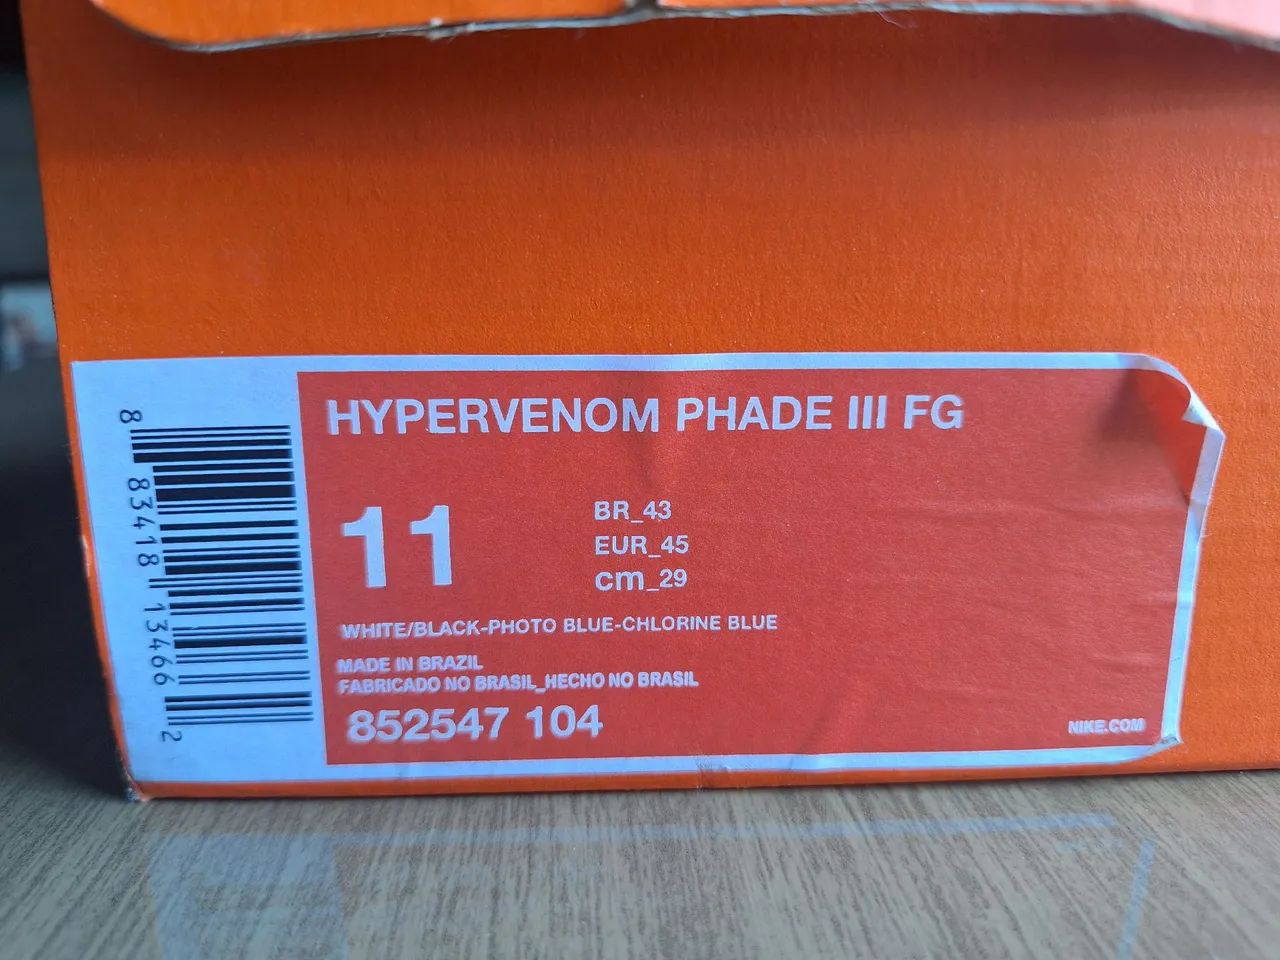 8 83418 13466 2
HYPERVENOM PHADE III FG
11
BR_43
EUR_45
cm_29
WHITE/BLACK-PHOTO BLUE-CHLORINE BLUE
MADE IN BRAZIL
FABRICADO NO BRASIL_HECHO NO BRASIL
852547 104
NIKE.COM